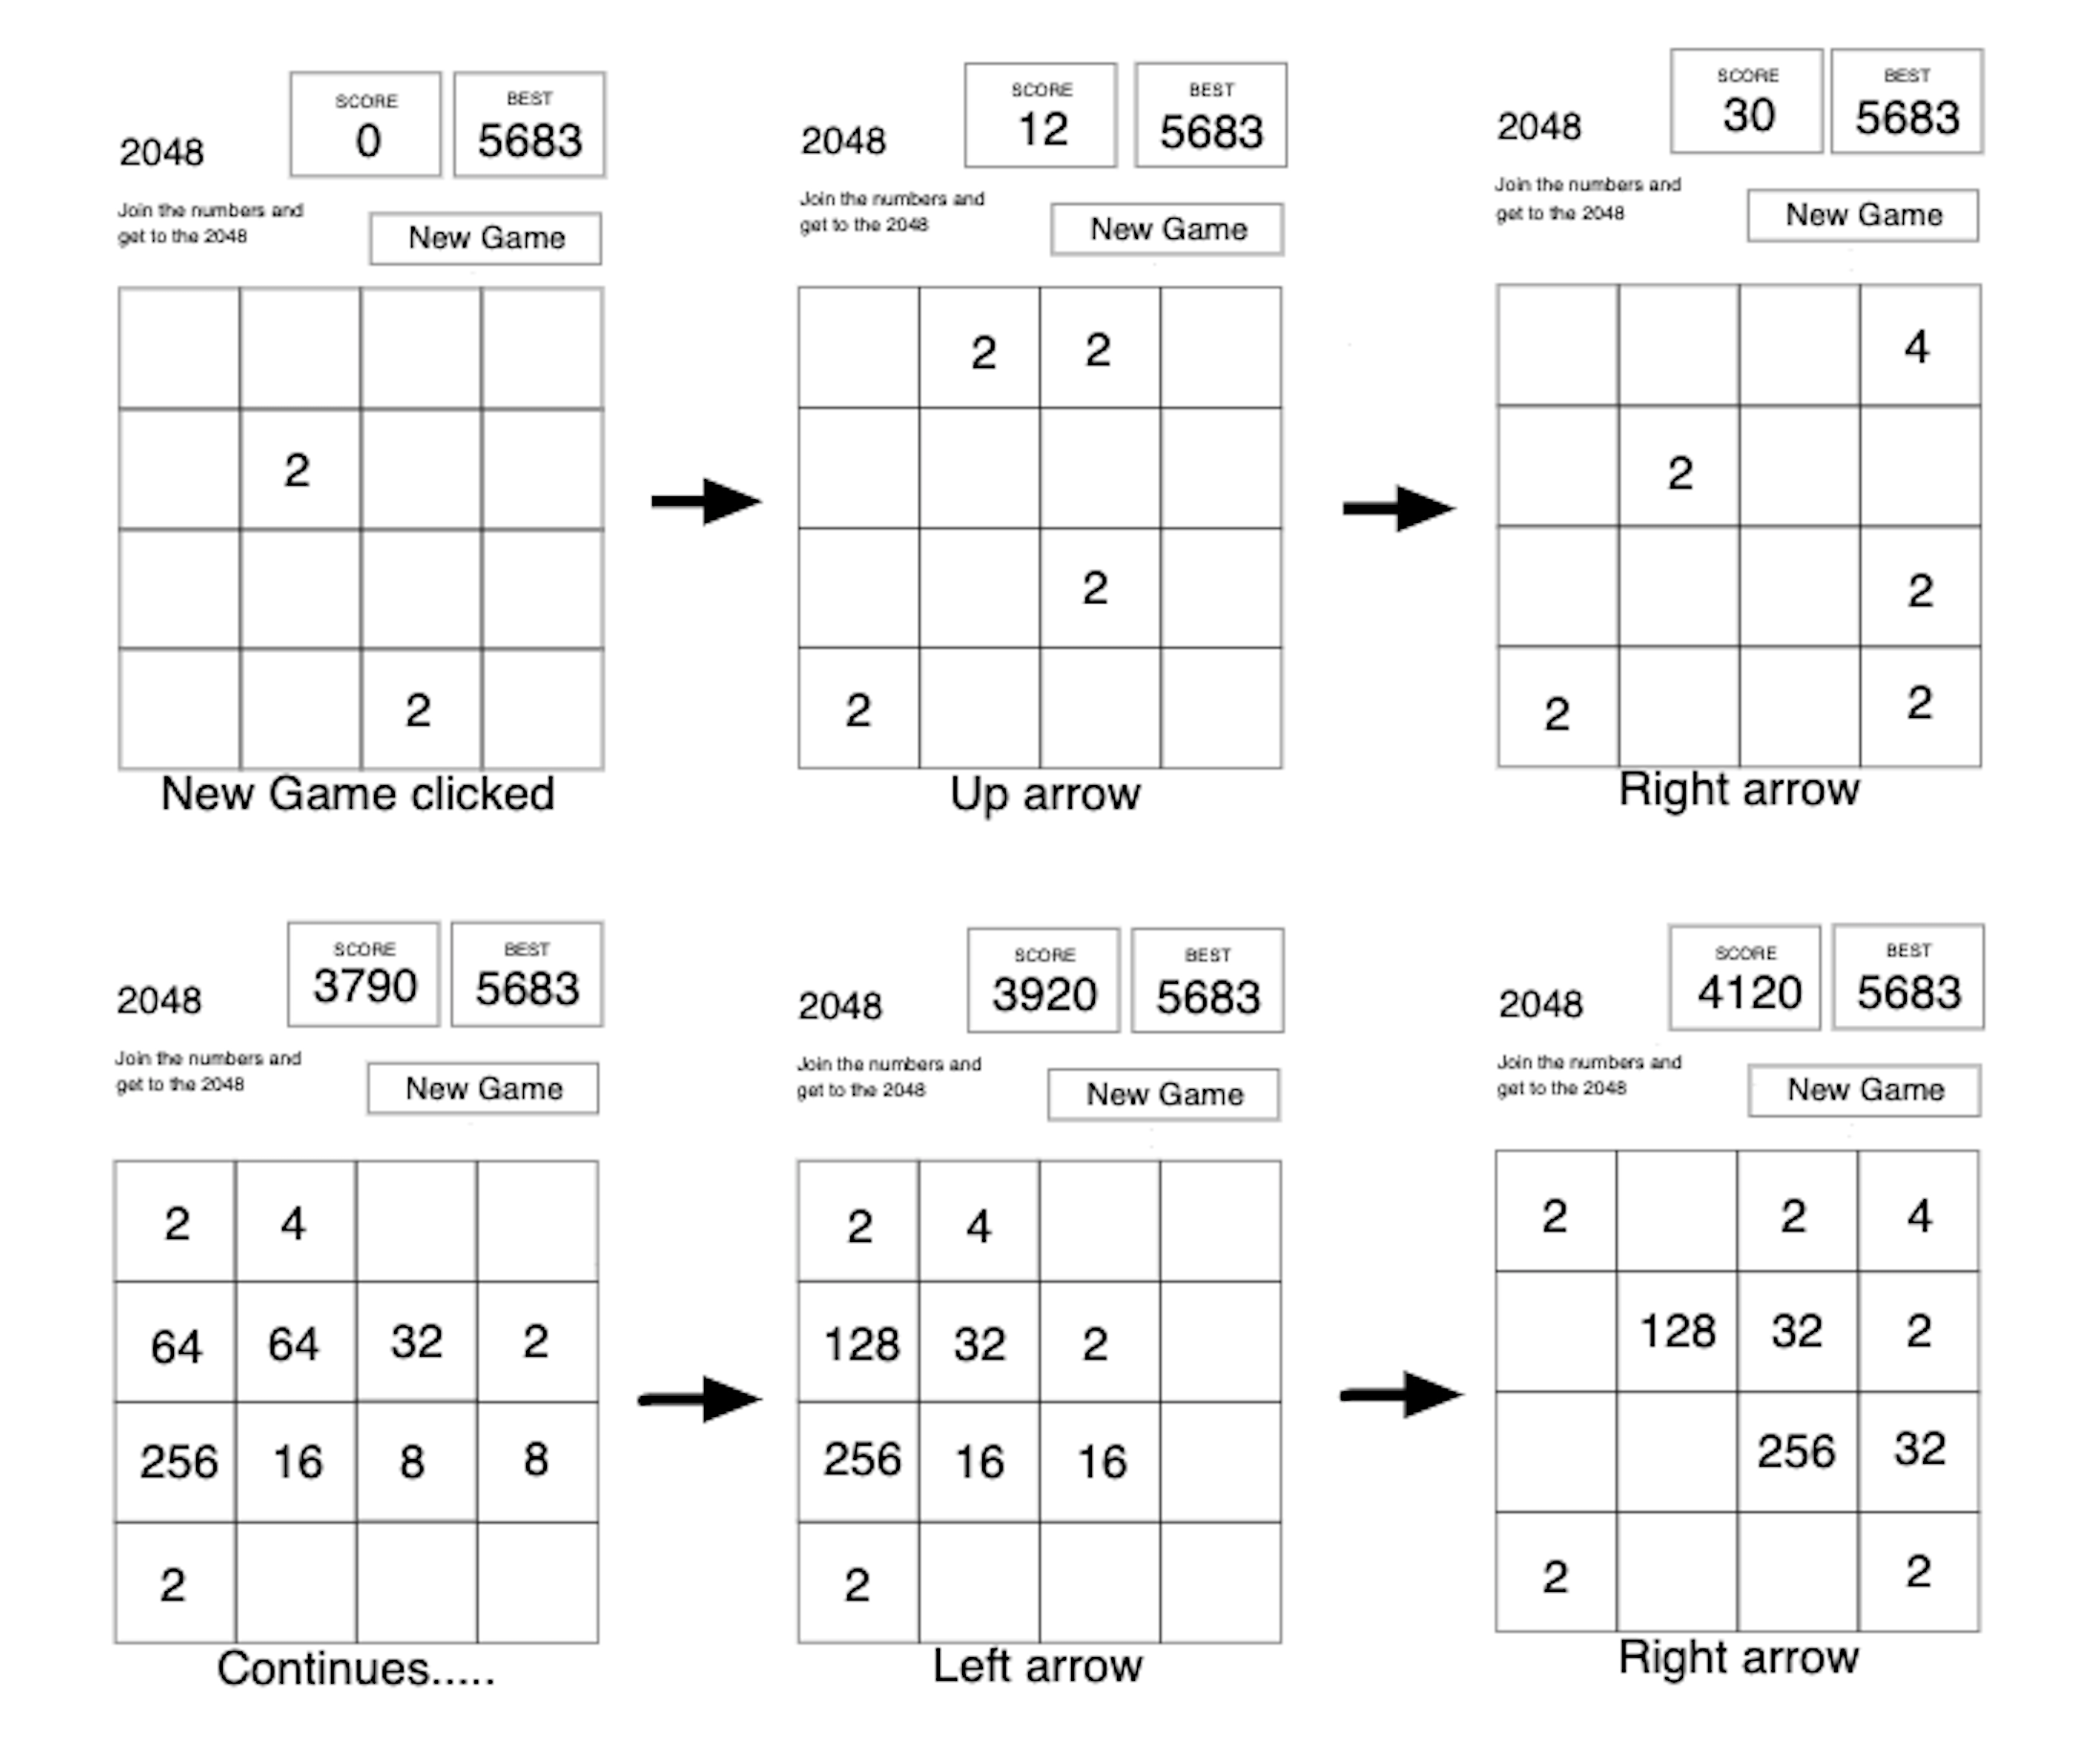 SCORE BEST
2048 0 5683
Join the numbers and
get to the 2048
New Game
2
2
New Game clicked
SCORE BEST
2048 12 5683
Join the numbers and
get to the 2048
New Game
2 2
2
2
Up arrow
SCORE BEST
2048 30 5683
Join the numbers and
get to the 2048
New Game
4
2
2
2 2
Right arrow
SCORE BEST
2048 3790 5683
Join the numbers and
get to the 2048
New Game
2 4
64 64 32 2
256 16 8 8
2
Continues.....
SCORE BEST
2048 3920 5683
Join the numbers and
get to the 2048
New Game
2 4
128 32 2
256 16 16
2
Left arrow
SCORE BEST
2048 4120 5683
Join the numbers and
get to the 2048
New Game
2 2 4
128 32 2
256 32
2 2
Right arrow